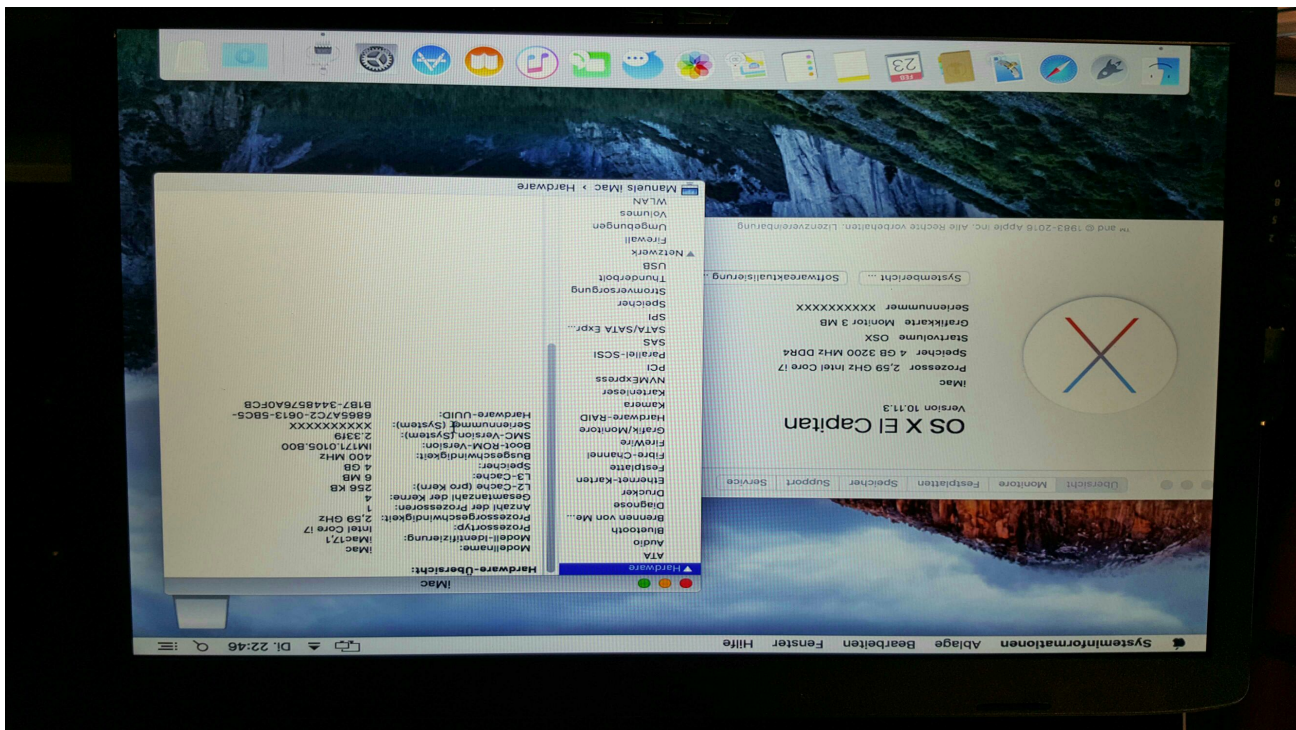 Systeminformationen Ablage Bearbeiten Fenster Hilfe
Di. 22:46
Übersicht Monitore Festplatten Speicher Support Service
OS X El Capitan
Version 10.11.3
iMac
Prozessor 2,59 GHz Intel Core i7
Speicher 4 GB 3200 MHz DDR4
Startvolume OSX
Grafikkarte Monitor 3 MB
Seriennummer XXXXXXXXXX
Systembericht ...
Softwareaktualisierung ...
™ and © 1983-2016 Apple Inc. Alle Rechte vorbehalten. Lizenzvereinbarung
iMac
Hardware
ATA
Audio
Bluetooth
Brennen von Me...
Diagnose
Drucker
Ethernet-Karten
Festplatte
Fibre-Channel
FireWire
Grafik/Monitore
Hardware-RAID
Kamera
Kartenleser
NVMExpress
PCI
Parallel-SCSI
SAS
SATA/SATA Expr...
SPI
Speicher
Stromversorgung
Thunderbolt
USB
Netzwerk
Firewall
Umgebungen
Volumes
WLAN
Hardware-Übersicht:
Modellname: iMac
Modell-Identifizierung: iMac17,1
Prozessortyp: Intel Core i7
Prozessorgeschwindigkeit: 2,59 GHz
Anzahl der Prozessoren: 1
Gesamtanzahl der Kerne: 4
L2-Cache (pro Kern): 256 KB
L3-Cache: 6 MB
Speicher: 4 GB
Busgeschwindigkeit: 400 MHz
Boot-ROM-Version: IM171.0105.B00
SMC-Version (System): 2.33f9
Seriennummer (System): XXXXXXXXXX
Hardware-UUID: 6865A7C2-0613-5BC5-
B1B7-3448576A0FCB
Manuels iMac › Hardware
FEB
23